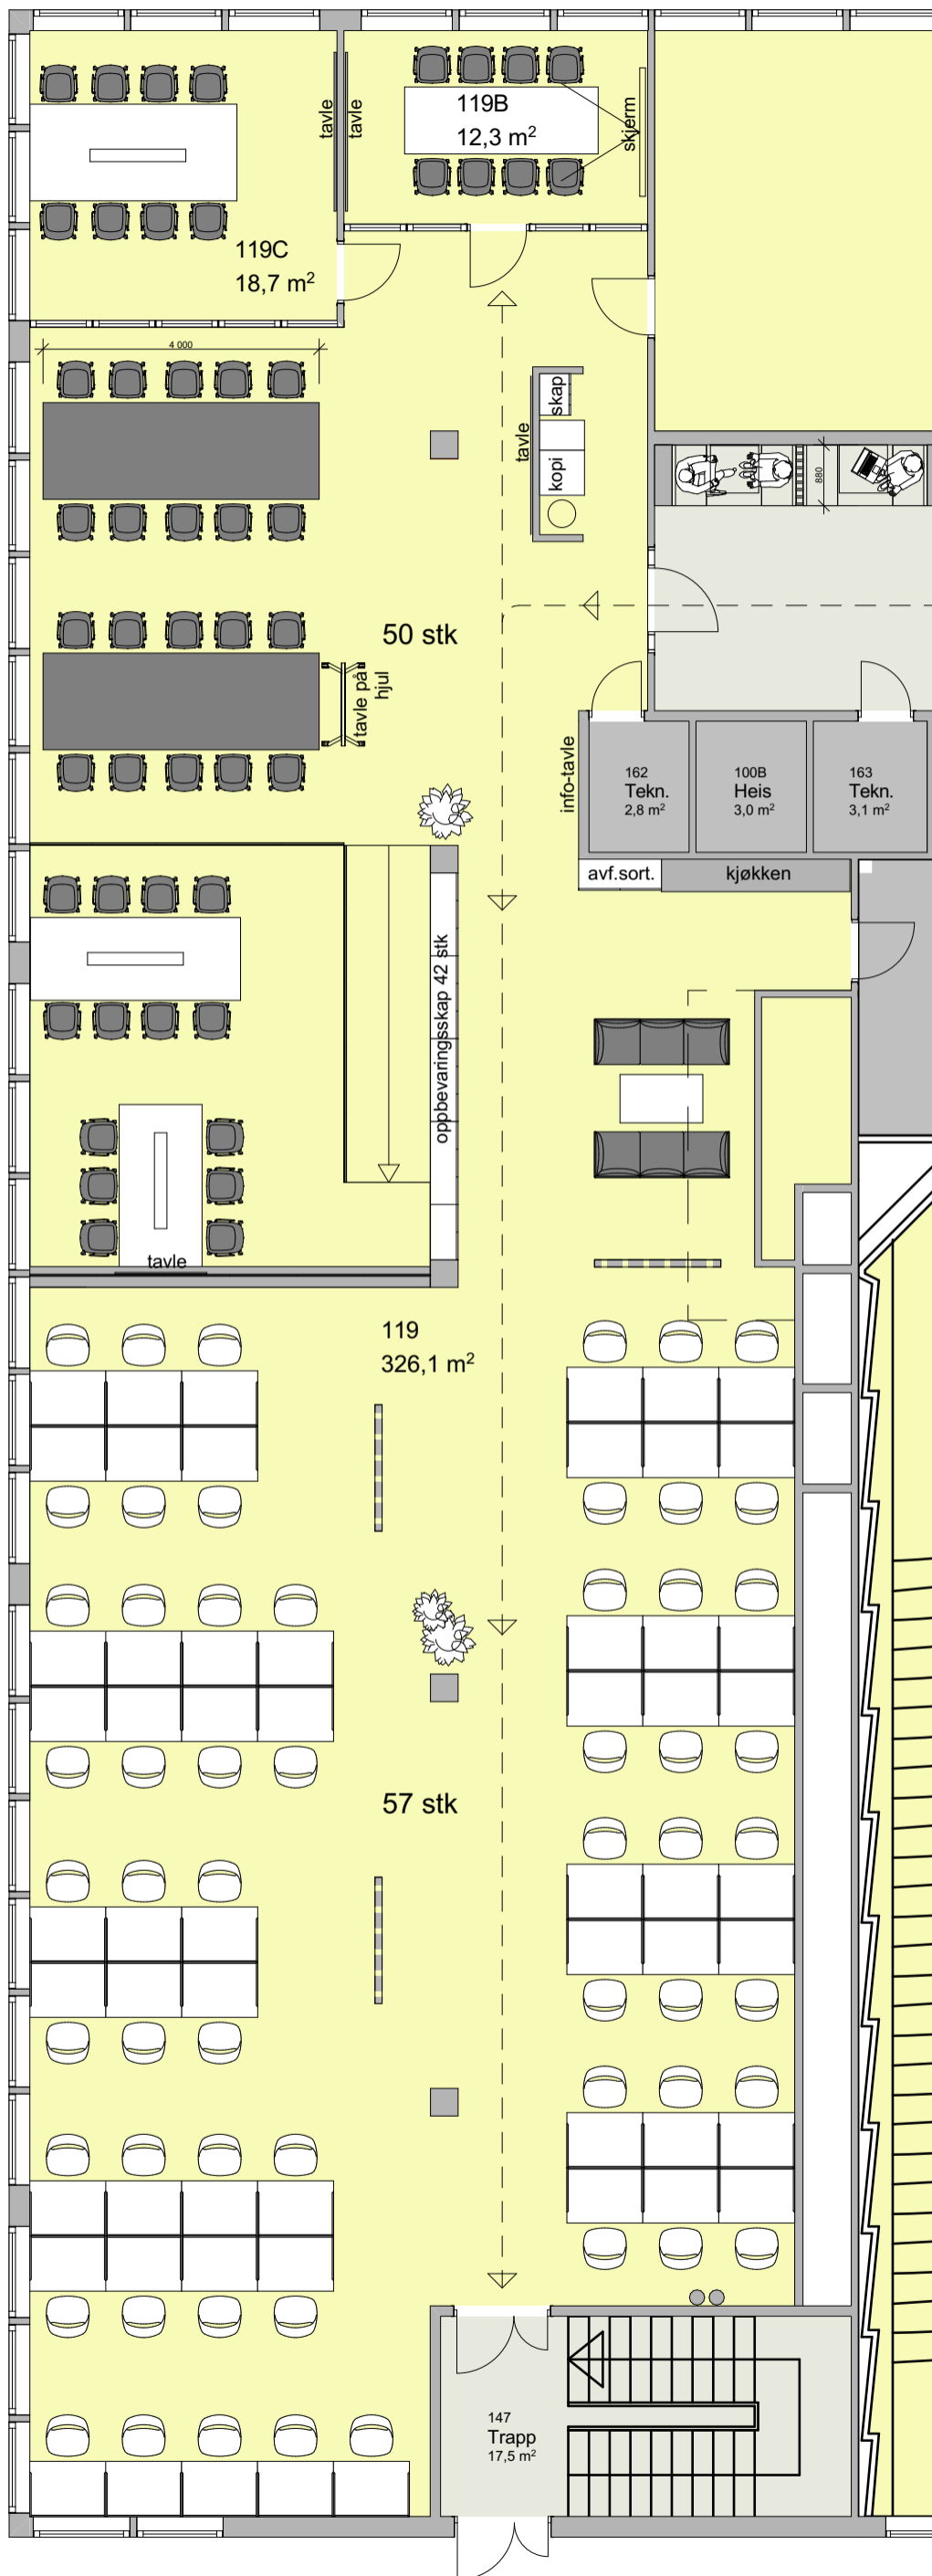 tavle
tavle
119B
12,3 m²
skjerm
119C
18,7 m²
4 000
skap
tavle
kopi
880
50 stk
tavle på
hjul
info-tavle
162
Tekn.
2,8 m²
100B
Heis
3,0 m²
163
Tekn.
3,1 m²
avf.sort.
kjøkken
oppbevaringsskap 42 stk
tavle
119
326,1 m²
57 stk
147
Trapp
17,5 m²